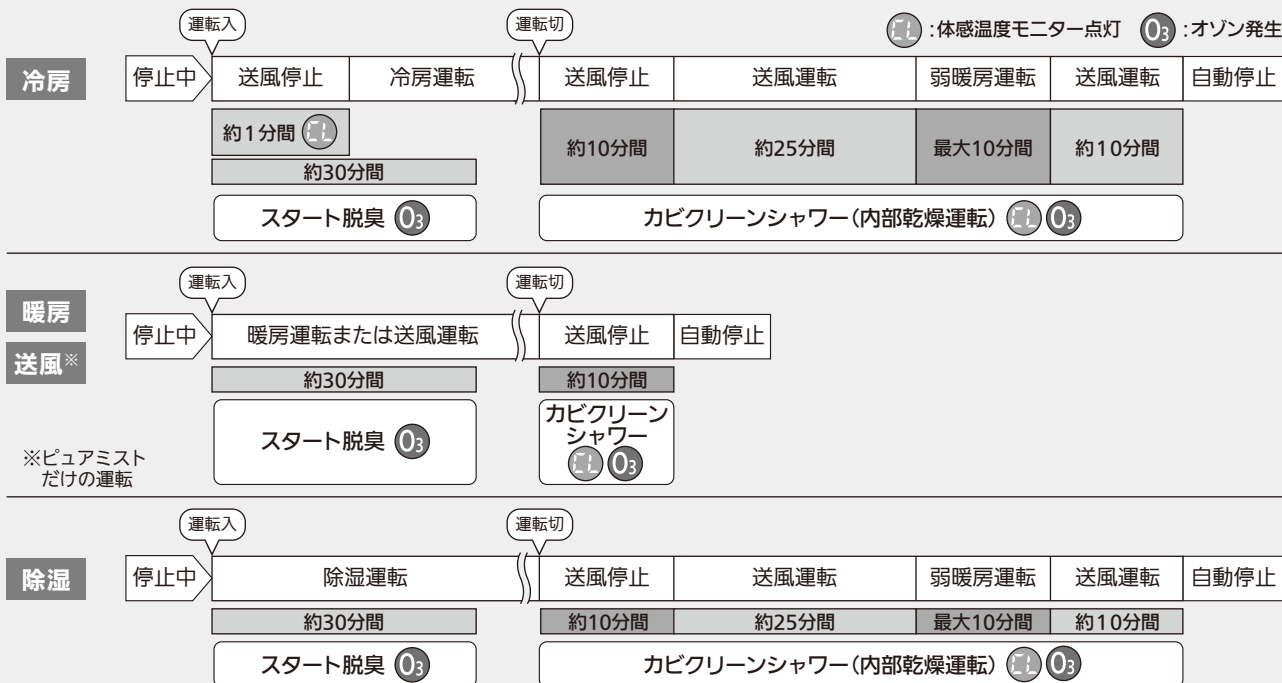 CL :体感温度モニター点灯 O3 :オゾン発生
運転入 運転切
冷房 停止中 送風停止 冷房運転 送風停止 送風運転 弱暖房運転 送風運転 自動停止
約1分間 CL
約30分間
約10分間 約25分間 最大10分間 約10分間
スタート脱臭 O3 カビクリーンシャワー(内部乾燥運転) CL O3
運転入 運転切
暖房
送風※
停止中 暖房運転または送風運転 送風停止 自動停止
約30分間 約10分間
スタート脱臭 O3
カビクリーン
シャワー
CL O3
※ピュアミスト
だけの運転
運転入 運転切
除湿 停止中 除湿運転 送風停止 送風運転 弱暖房運転 送風運転 自動停止
約30分間 約10分間 約25分間 最大10分間 約10分間
スタート脱臭 O3 カビクリーンシャワー(内部乾燥運転) CL O3